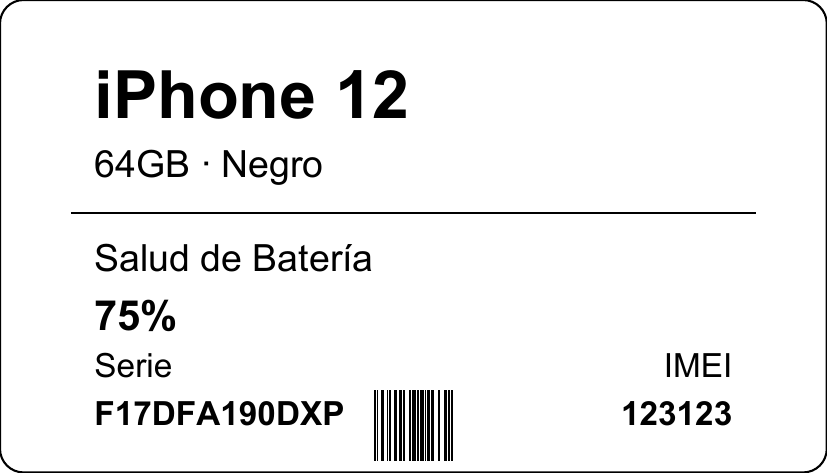 iPhone 12
64GB · Negro
Salud de Batería
75%
Serie IMEI
F17DFA190DXP 123123